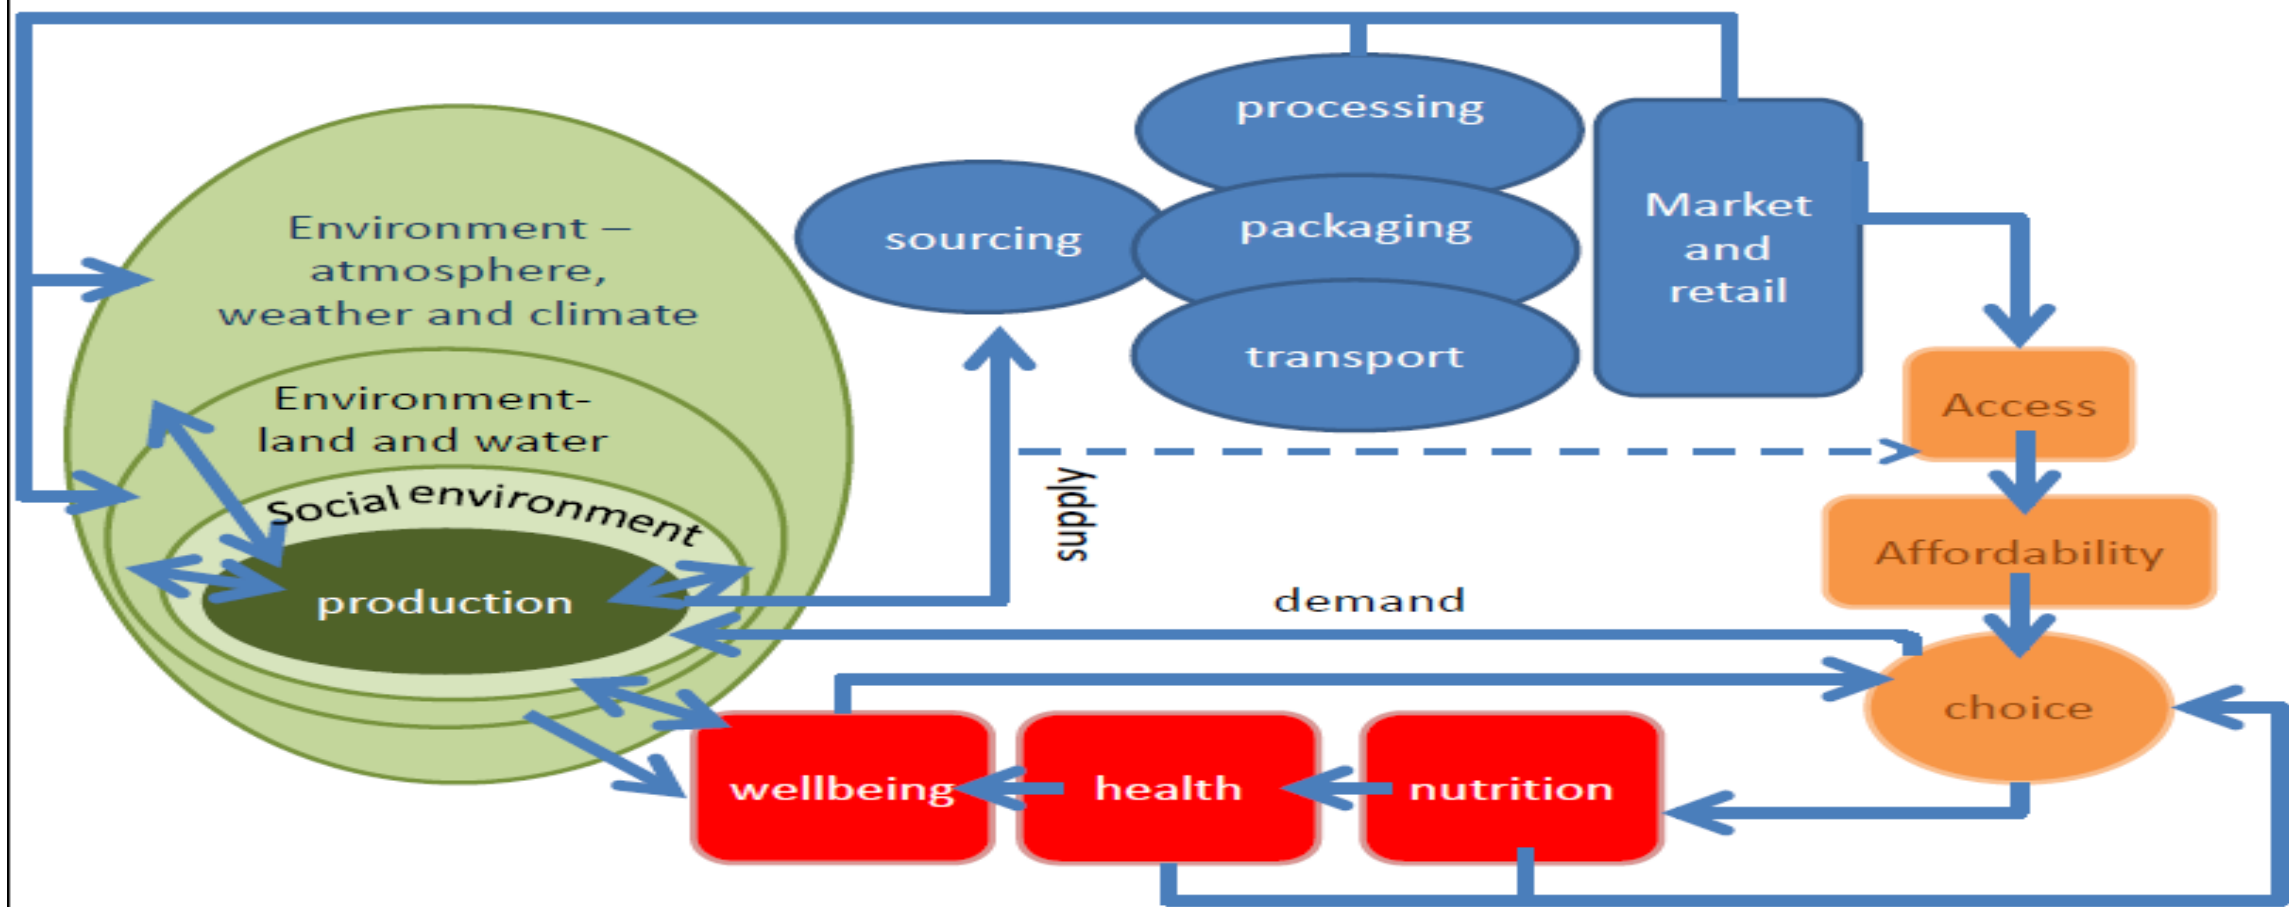 processing
Environment –
atmosphere,
weather and climate
sourcing
packaging
Market
and
retail
transport
Environment-
land and water
Access
Social environment
supply
Affordability
production
demand
choice
wellbeing
health
nutrition